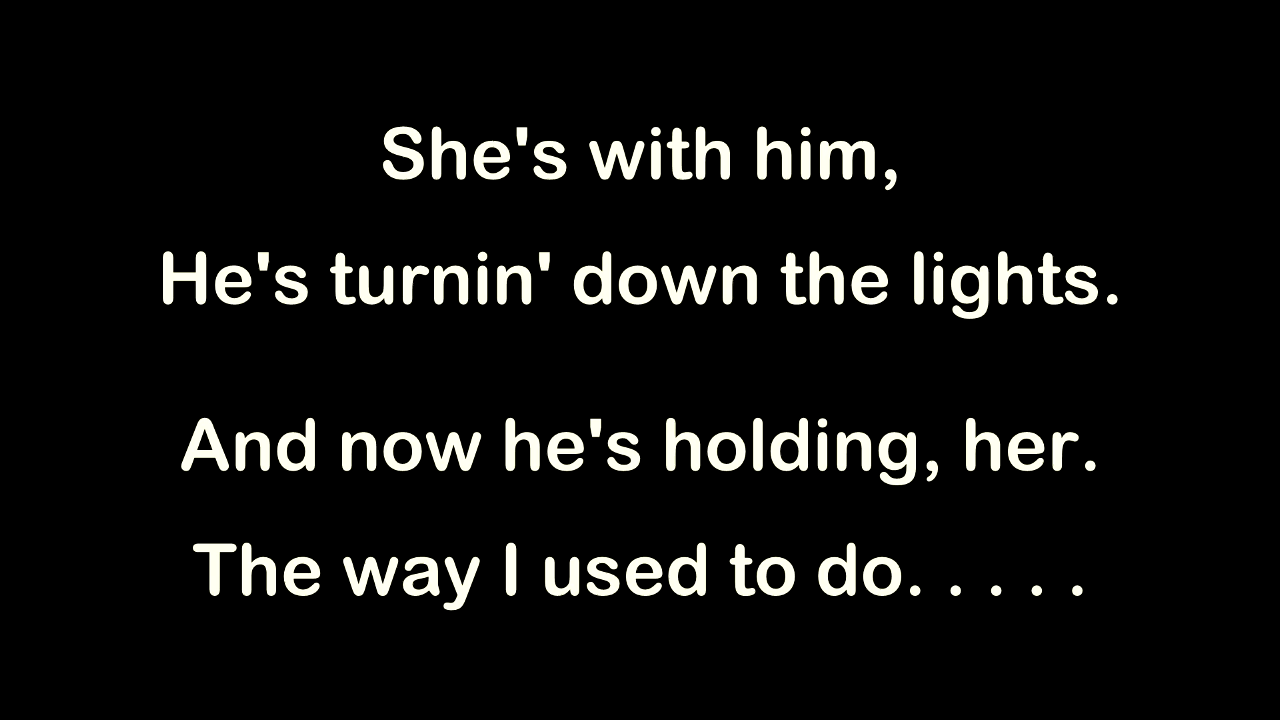 She's with him,
He's turnin' down the lights.
And now he's holding, her.
The way I used to do. . . . .